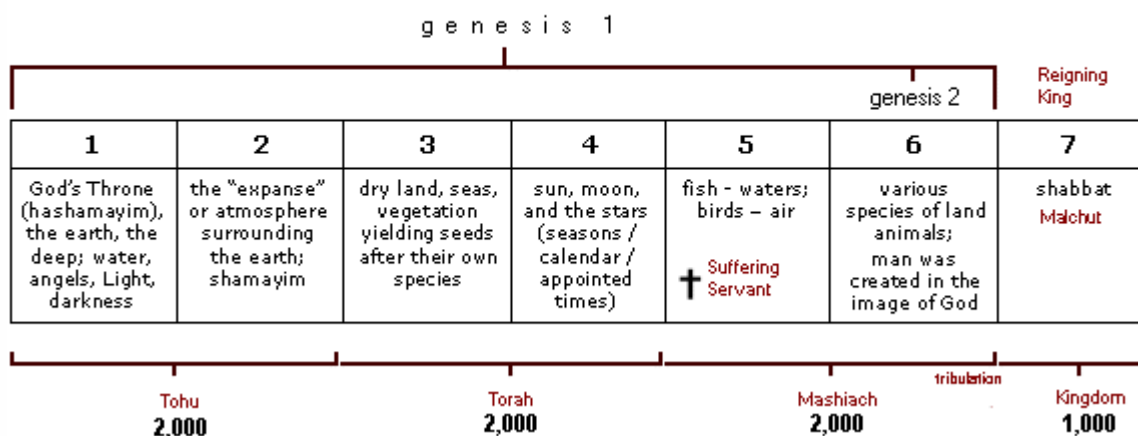 genesis 1
genesis 2
Reigning
King
1
2
3
4
5
6
7
God's Throne
(hashamayim),
the earth, the
deep; water,
angels, Light,
darkness
the "expanse"
or atmosphere
surrounding
the earth;
shamayim
dry land, seas,
vegetation
yielding seeds
after their own
species
sun, moon,
and the stars
(seasons /
calendar /
appointed
times)
fish - waters;
birds – air
Suffering
Servant
various
species of land
animals;
man was
created in the
image of God
shabbat
Malchut
Tohu
2,000
Torah
2,000
Mashiach
2,000
tribulation
Kingdom
1,000